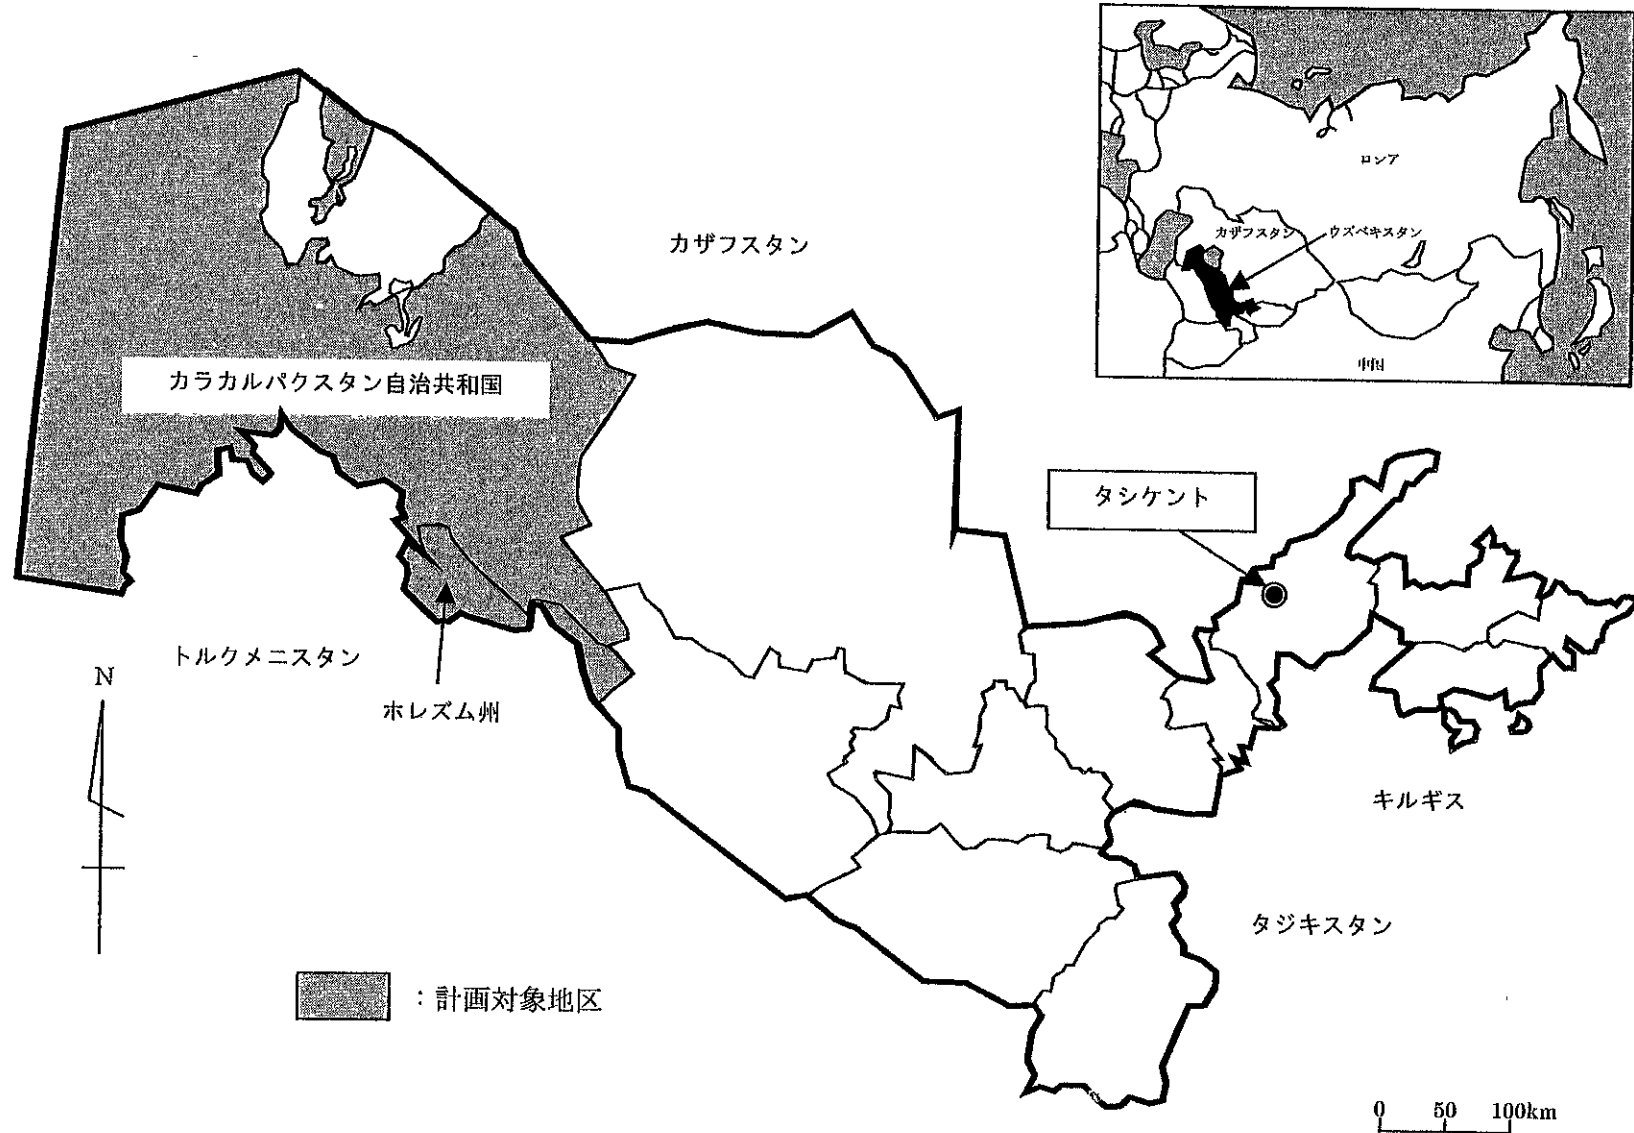 ロシア
カザフスタン
ウズベキスタン
中国
カザフスタン
カラカルパクスタン自治共和国
タシケント
トルクメニスタン
N
ホレズム州
キルギス
タジキスタン
：計画対象地区
0 50 100km